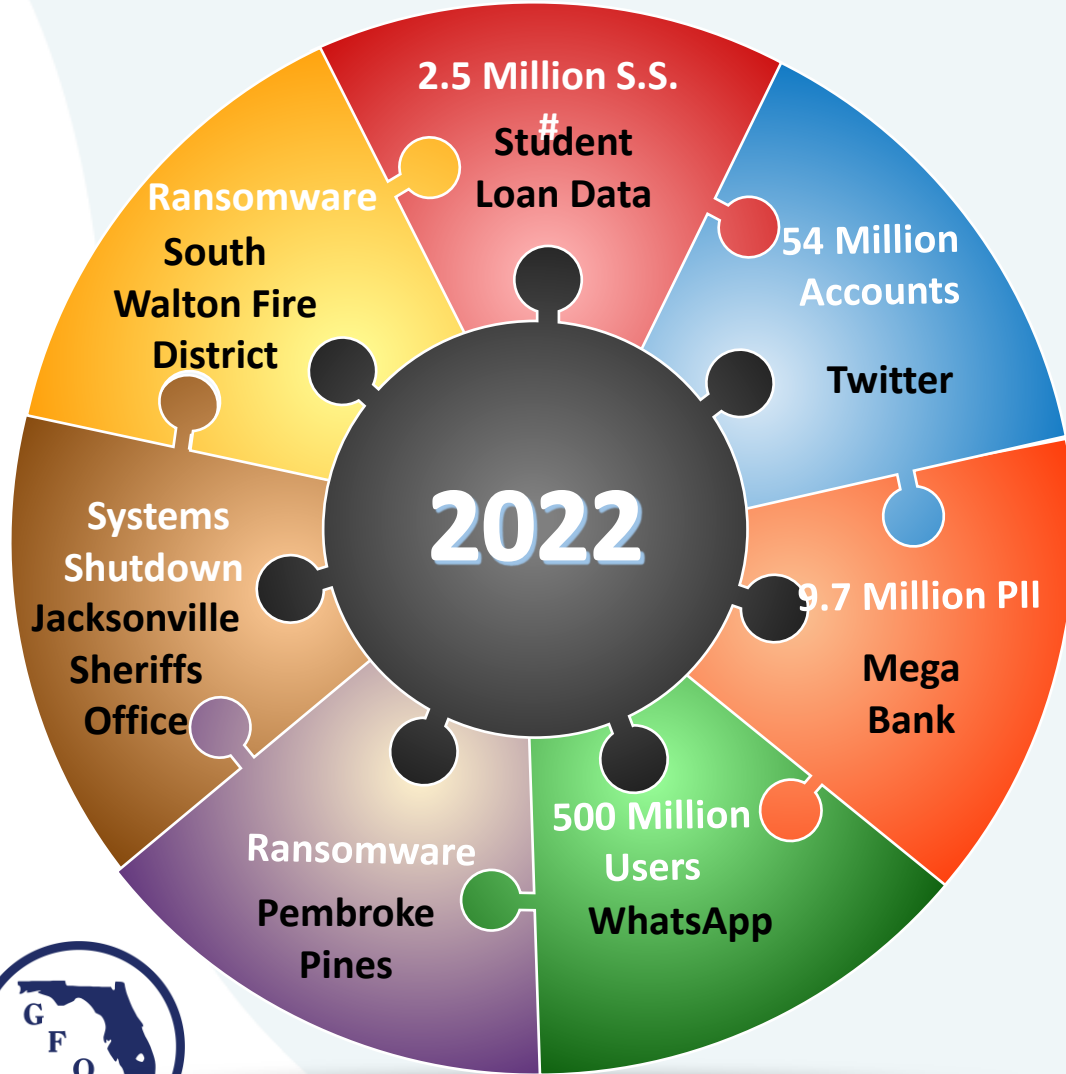 2.5 Million S.S.
#
Student
Loan Data
54 Million
Accounts
Twitter
9.7 Million PII
Mega
Bank
500 Million
Users
WhatsApp
Ransomware
Pembroke
Pines
Systems
Shutdown
Jacksonville
Sheriffs
Office
Ransomware
South
Walton Fire
District
2022
G
F
O